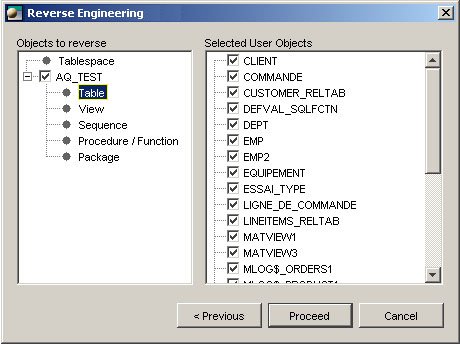 Reverse Engineering
Objects to reverse
Tablespace
AQ_TEST
Table
View
Sequence
Procedure / Function
Package
Selected User Objects
CLIENT
COMMANDE
CUSTOMER_RELTAB
DEFVAL_SQLFCTN
DEPT
EMP
EMP2
EQUIPEMENT
ESSAI_TYPE
LIGNE_DE_COMMANDE
LINEITEMS_RELTAB
MATVIEW1
MATVIEW3
MLOG$_ORDERS1
< Previous
Proceed
Cancel